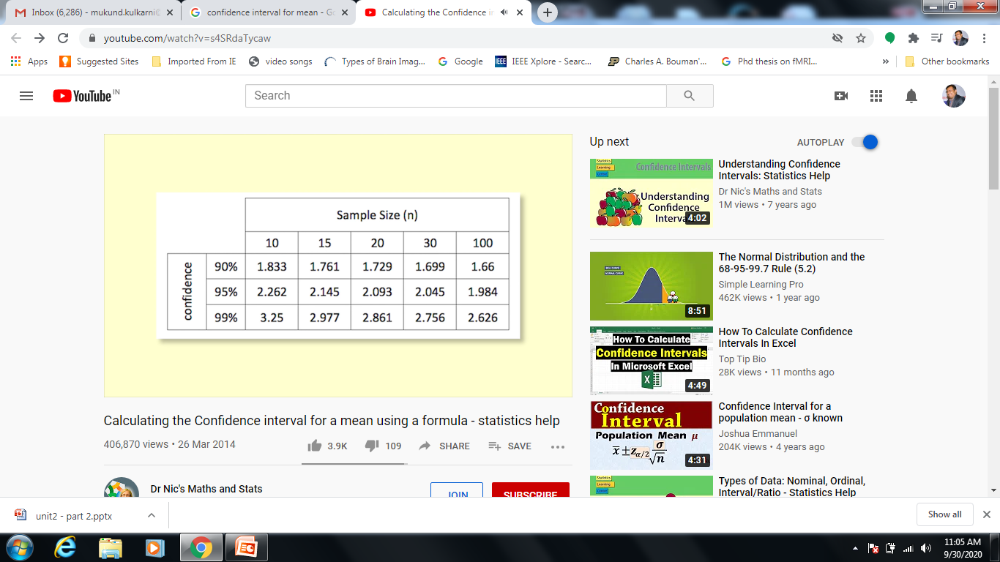 Inbox (6,286) - mukund.kulkarni@
confidence interval for mean - Go
Calculating the Confidence in
youtube.com/watch?v=s4SRdaTycaw
Apps
Suggested Sites
Imported From IE
video songs
Types of Brain Imag...
Google
IEEE
IEEE Xplore - Searc...
Charles A. Bouman'...
Phd thesis on fMRI...
»
Other bookmarks
YouTube IN
Search
Sample Size (n)
10 15 20 30 100
confidence
90% 1.833 1.761 1.729 1.699 1.66
95% 2.262 2.145 2.093 2.045 1.984
99% 3.25 2.977 2.861 2.756 2.626
Calculating the Confidence interval for a mean using a formula - statistics help
406,870 views • 26 Mar 2014
3.9K
109
SHARE
SAVE
Dr Nic's Maths and Stats
JOIN
SUBSCRIBE
Up next
AUTOPLAY
Statistics
Learning
Centre
Confidence Intervals
Understanding
Confidence
Interva
4:02
Understanding Confidence
Intervals: Statistics Help
Dr Nic's Maths and Stats
1M views • 7 years ago
BELL CURVE
NORMAL CURVE
8:51
The Normal Distribution and the
68-95-99.7 Rule (5.2)
Simple Learning Pro
462K views • 1 year ago
How To Calculate
Confidence Intervals
In Microsoft Excel
4:49
How To Calculate Confidence
Intervals In Excel
Top Tip Bio
28K views • 11 months ago
Confidence
Interval
Population Mean μ
x̄ ± zα/2 σ/√n
4:31
Confidence Interval for a
population mean - σ known
Joshua Emmanuel
204K views • 4 years ago
Statistics
Learning
Centre
Types of Data: Nominal, Ordinal,
Interval/Ratio - Statistics Help
unit2 - part 2.pptx
Show all
11:05 AM
9/30/2020